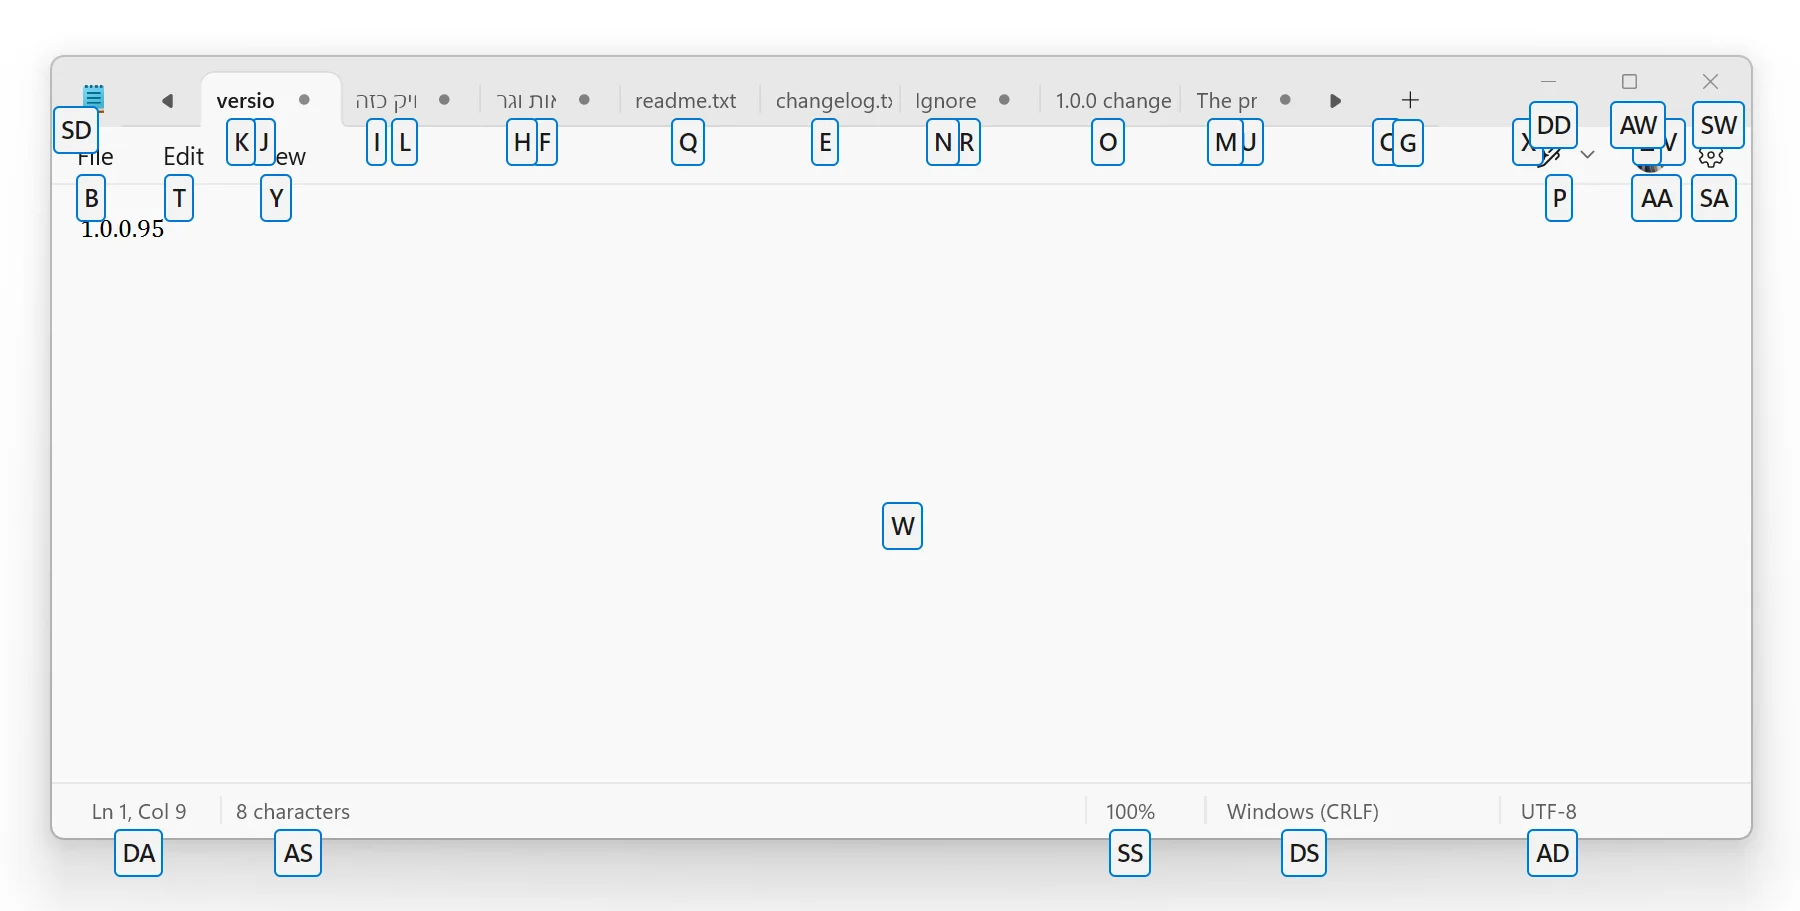 versio
ויק כזה
אות וגר
readme.txt
changelog.tx
Ignore
1.0.0 change
The pr
SD
K
J
I
L
H
F
Q
E
N
R
O
M
U
C
G
X
DD
AW
V
SW
File
Edit
ew
B
T
Y
P
AA
SA
1.0.0.95
W
Ln 1, Col 9
8 characters
100%
Windows (CRLF)
UTF-8
DA
AS
SS
DS
AD